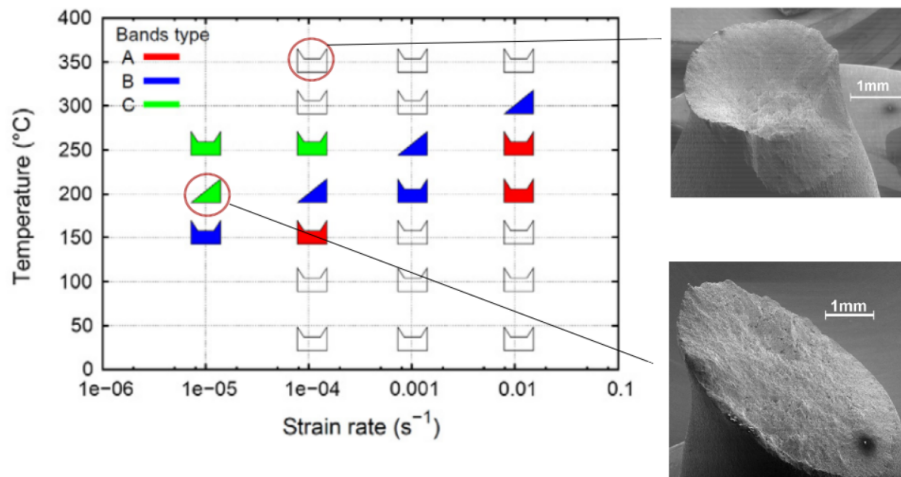 Bands type
A
B
C
Temperature (°C)
400
350
300
250
200
150
100
50
0
1e-06
1e-05
1e-04
0.001
0.01
0.1
Strain rate (s⁻¹)
1mm
1mm